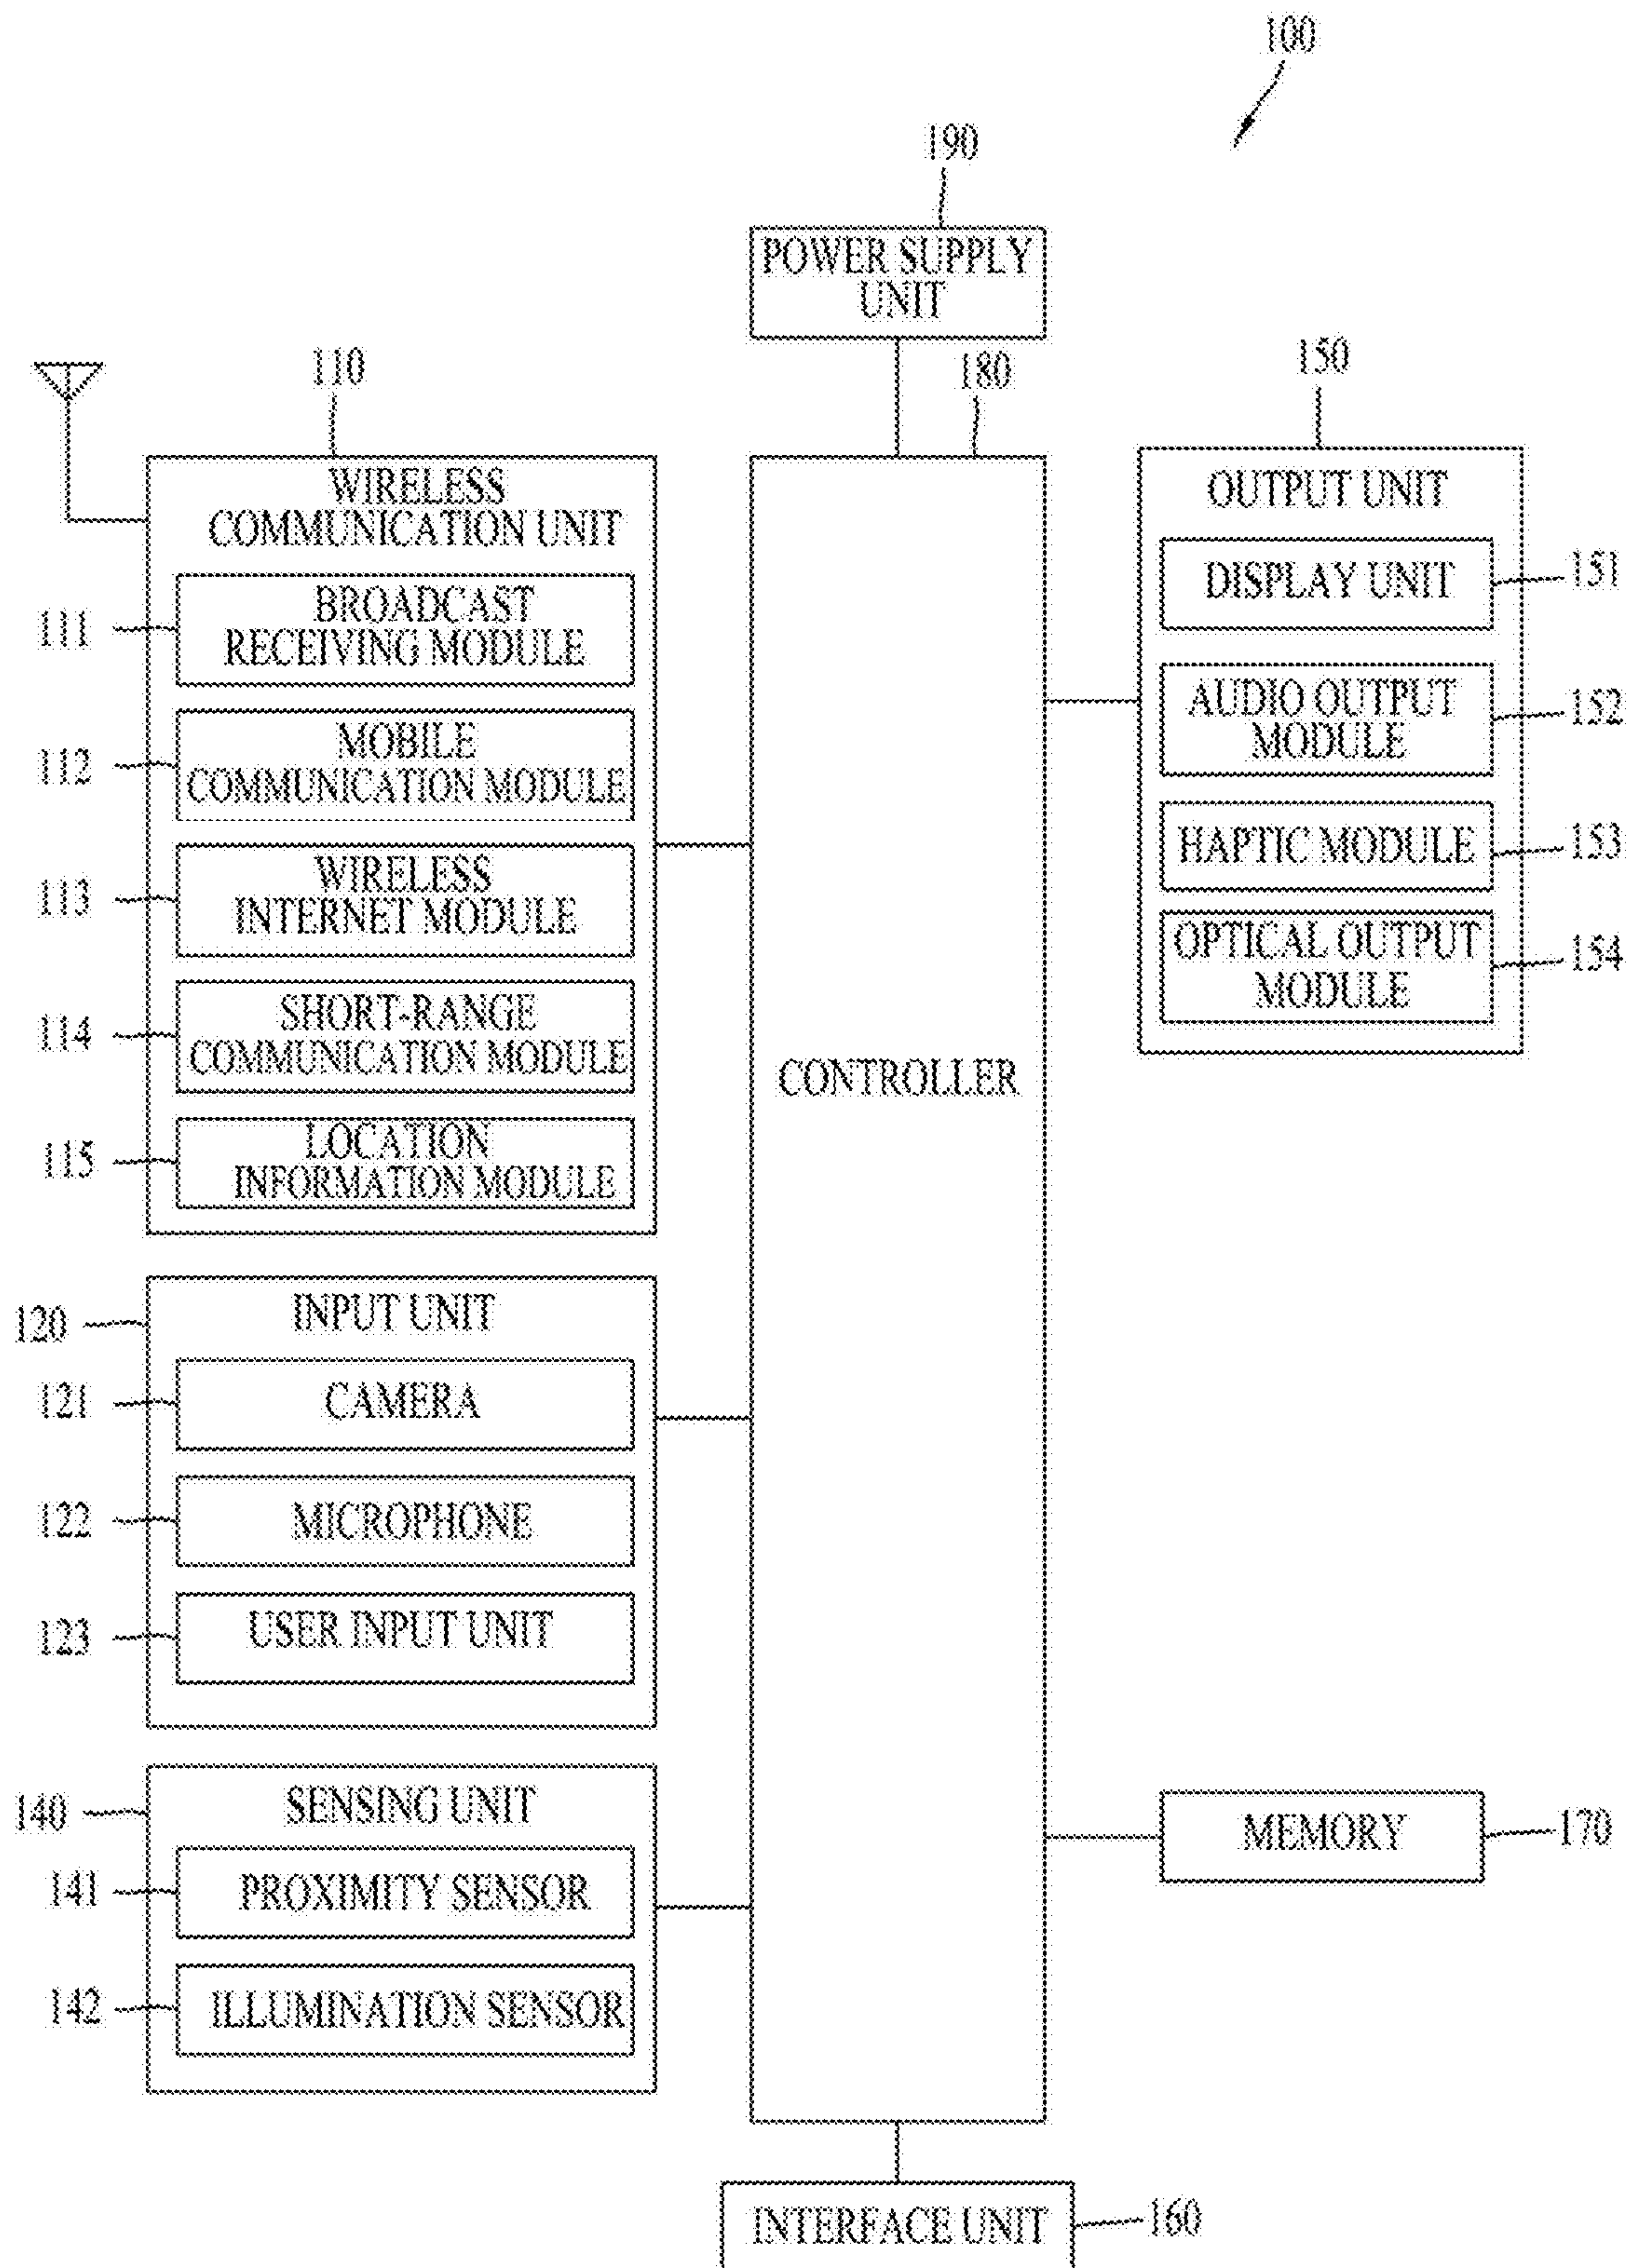 100
190
POWER SUPPLY
UNIT
110
180
150
WIRELESS
COMMUNICATION UNIT
111
BROADCAST
RECEIVING MODULE
112
MOBILE
COMMUNICATION MODULE
113
WIRELESS
INTERNET MODULE
114
SHORT-RANGE
COMMUNICATION MODULE
115
LOCATION
INFORMATION MODULE
120
INPUT UNIT
121
CAMERA
122
MICROPHONE
123
USER INPUT UNIT
140
SENSING UNIT
141
PROXIMITY SENSOR
142
ILLUMINATION SENSOR
CONTROLLER
OUTPUT UNIT
DISPLAY UNIT
151
AUDIO OUTPUT
MODULE
152
HAPTIC MODULE
153
OPTICAL OUTPUT
MODULE
154
MEMORY
170
INTERFACE UNIT
160